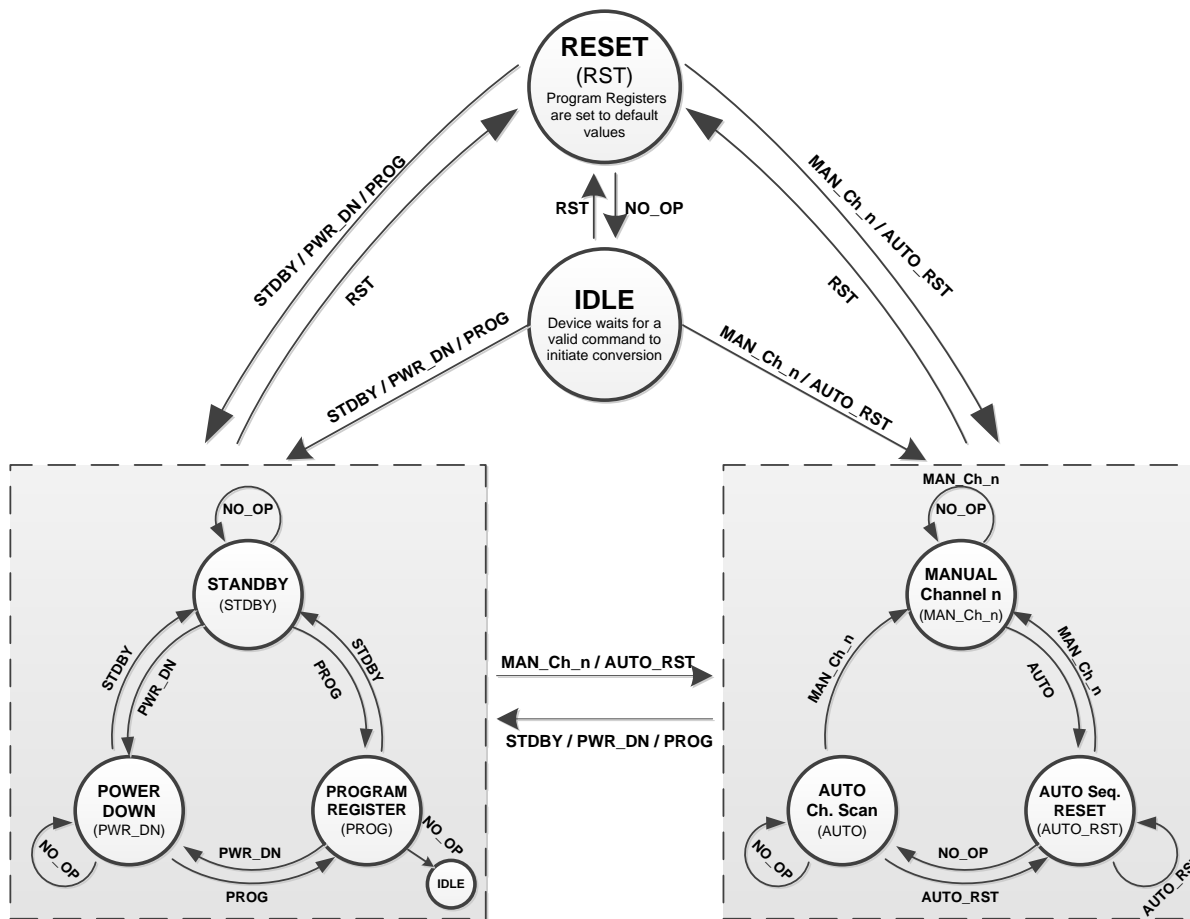 RESET
(RST)
Program Registers
are set to default
values
STDBY / PWR_DN / PROG
RST
RST
NO_OP
MAN_Ch_n / AUTO_RST
RST
IDLE
Device waits for a
valid command to
initiate conversion
STDBY / PWR_DN / PROG
MAN_Ch_n / AUTO_RST
NO_OP
STANDBY
(STDBY)
STDBY
PWR_DN
PROG
STDBY
POWER
DOWN
(PWR_DN)
PROGRAM
REGISTER
(PROG)
NO_OP
PWR_DN
PROG
NO_OP
IDLE
MAN_Ch_n / AUTO_RST
STDBY / PWR_DN / PROG
MAN_Ch_n
NO_OP
MANUAL
Channel n
(MAN_Ch_n)
MAN_Ch_n
AUTO
MAN_Ch_n
AUTO
Ch. Scan
(AUTO)
AUTO Seq.
RESET
(AUTO_RST)
NO_OP
NO_OP
AUTO_RST
AUTO_RST